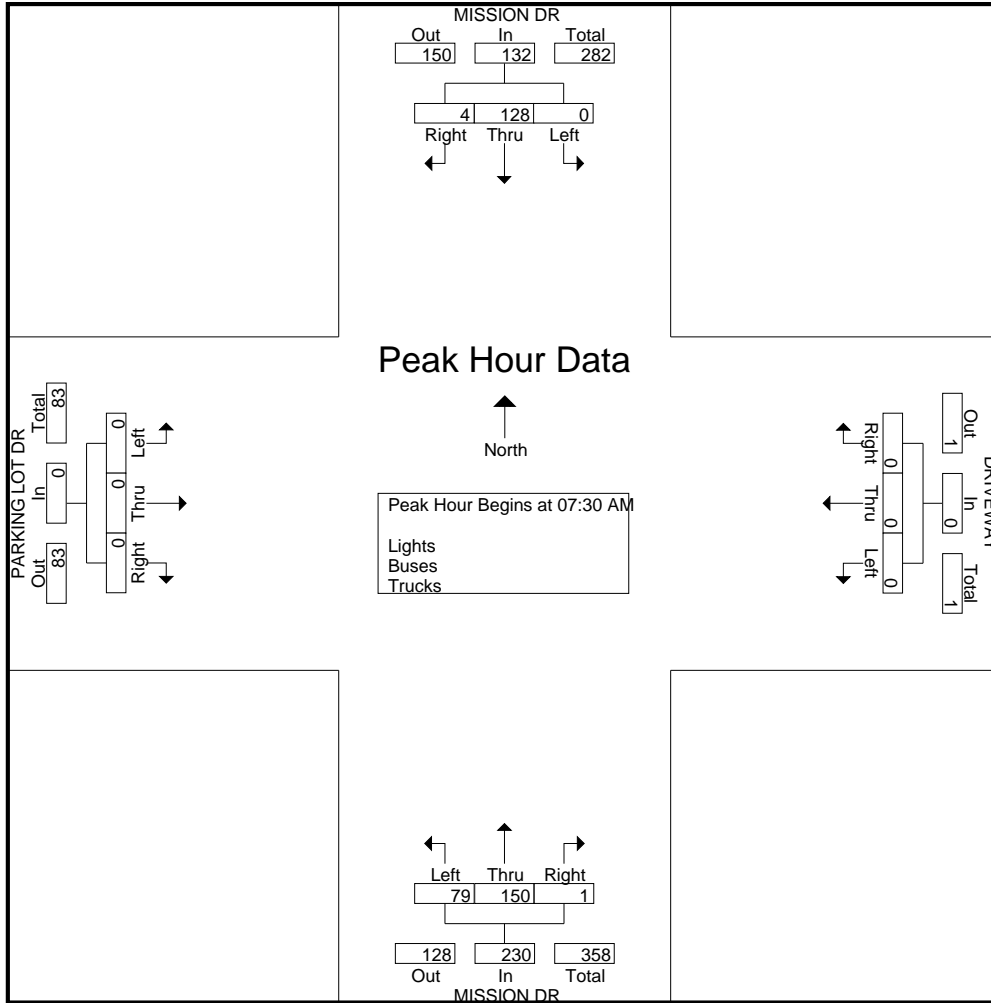 MISSION DR
Out In Total
150 132 282
4 128 0
Right Thru Left
Peak Hour Data
North
Peak Hour Begins at 07:30 AM
Lights
Buses
Trucks
PARKING LOT DR
Total In Out
83 0 83
0 0 0
Left Thru Right
DRIVEWAY
Out In Total
1 0 1
0 0 0
Right Thru Left
Left Thru Right
79 150 1
128 230 358
Out In Total
MISSION DR